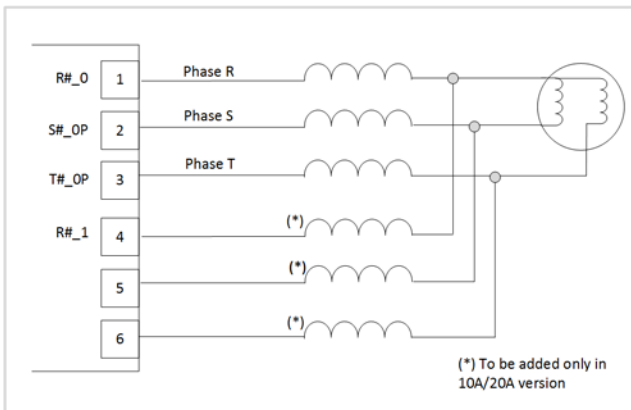 R#_0 1 Phase R
S#_0P 2 Phase S
T#_0P 3 Phase T
R#_1 4 (*)
5 (*)
6 (*)
(*) To be added only in
10A/20A version